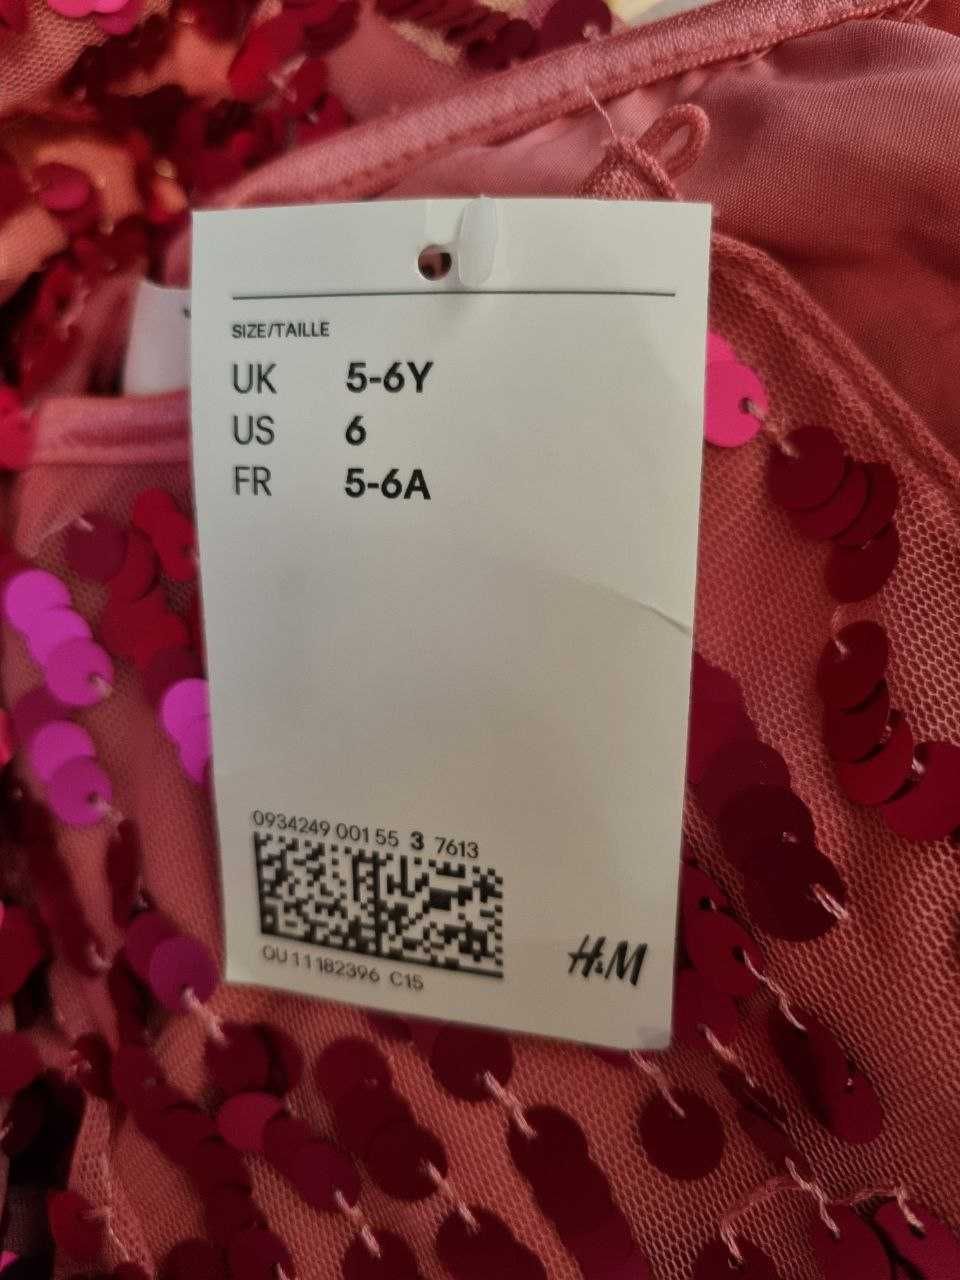 SIZE/TAILLE
UK 5-6Y
US 6
FR 5-6A
0934249 001 55 3 7613
OU11182396 C15
H&M